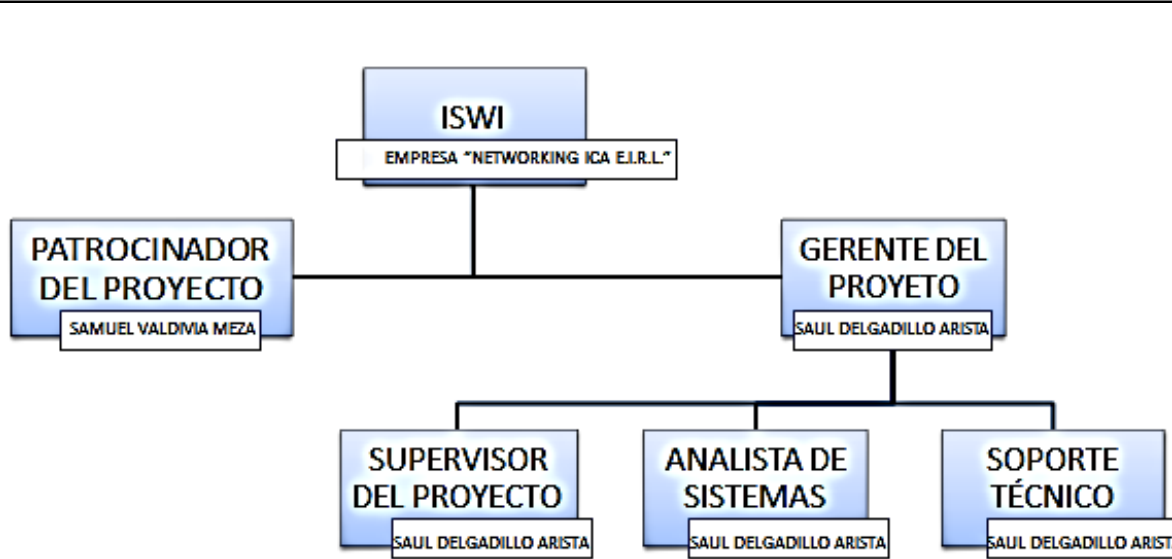 ISWI
EMPRESA "NETWORKING ICA E.I.R.L."
PATROCINADOR
DEL PROYECTO
SAMUEL VALDIVIA MEZA
GERENTE DEL
PROYETO
SAUL DELGADILLO ARISTA
SUPERVISOR
DEL PROYECTO
SAUL DELGADILLO ARISTA
ANALISTA DE
SISTEMAS
SAUL DELGADILLO ARISTA
SOPORTE
TÉCNICO
SAUL DELGADILLO ARIST